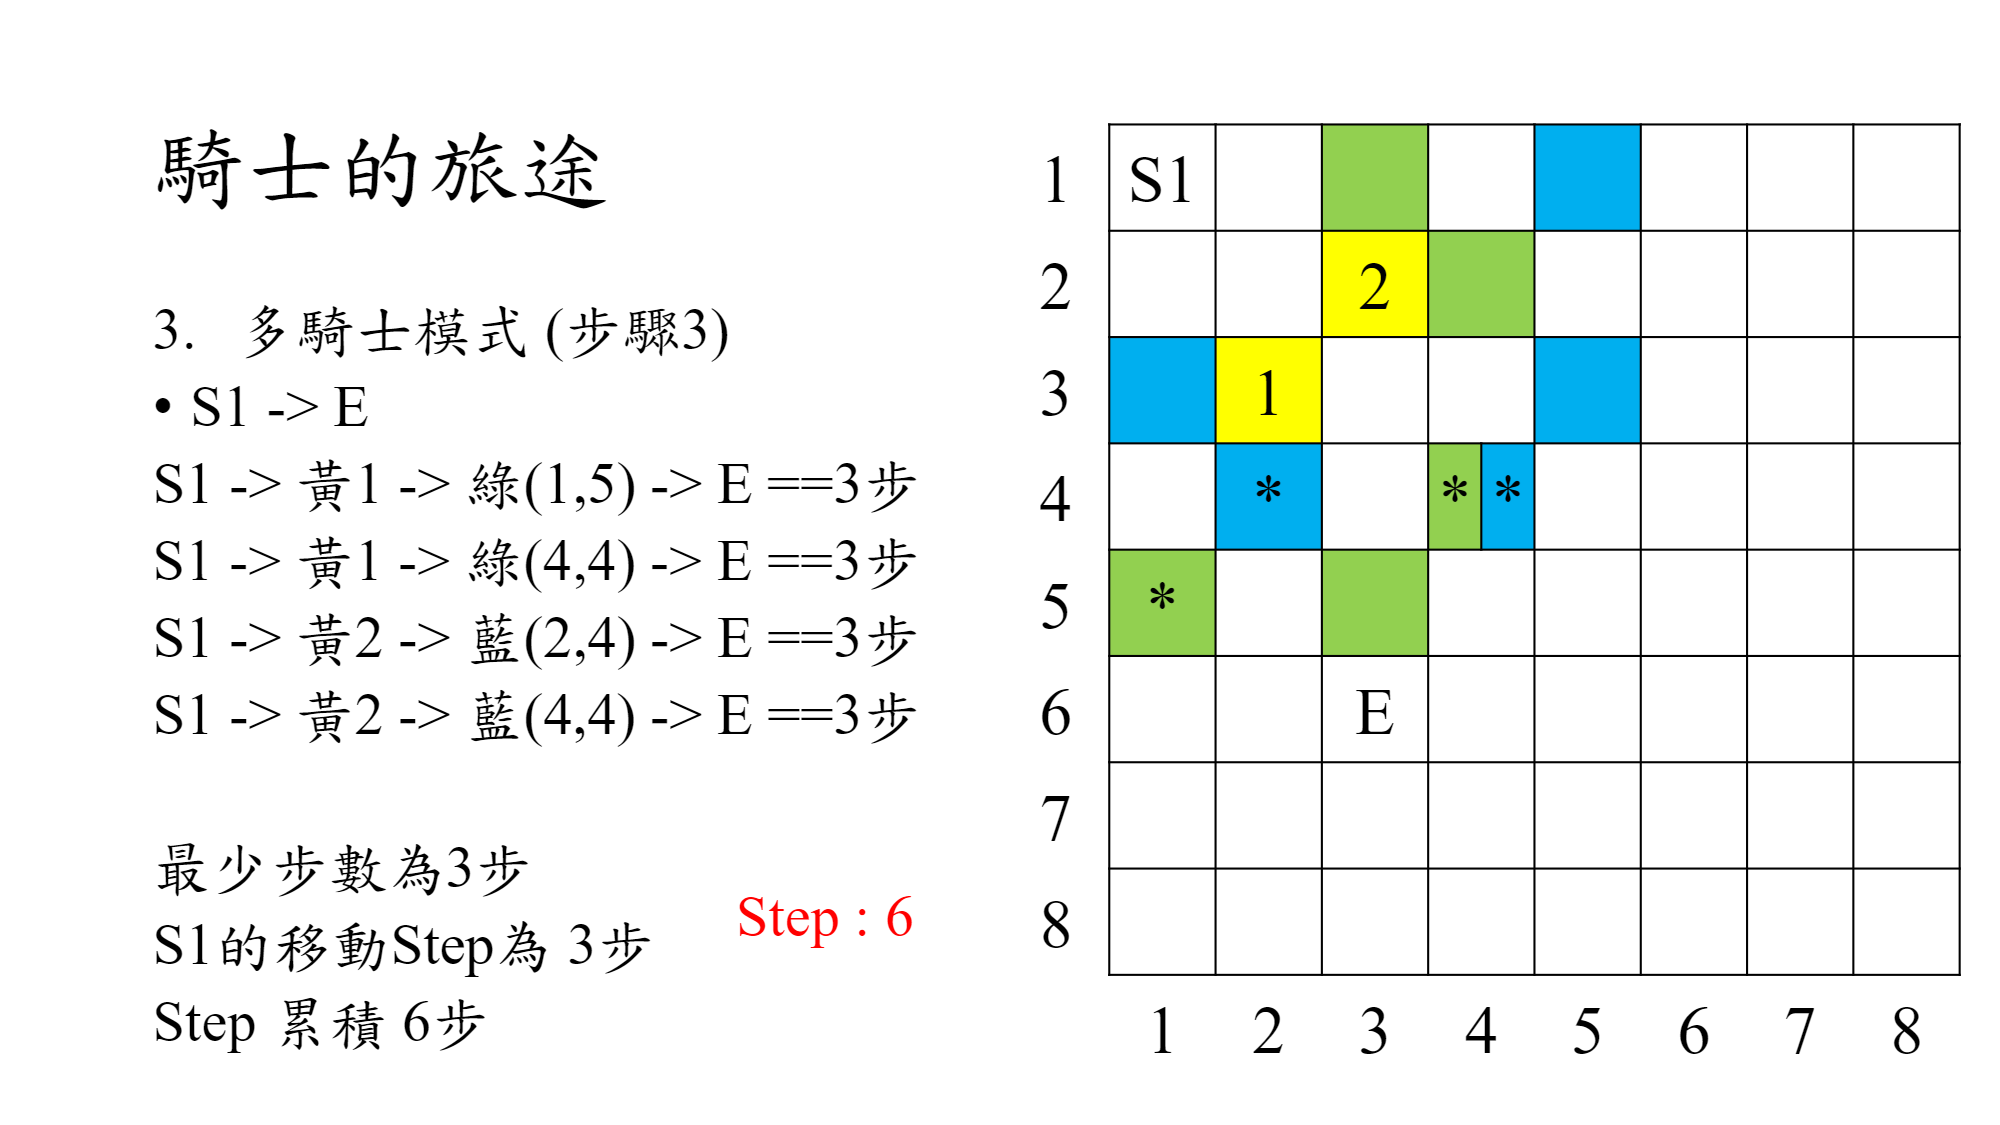 騎士的旅途
3. 多騎士模式 (步驟3)
• S1 -> E
S1 -> 黃1 -> 綠(1,5) -> E ==3步
S1 -> 黃1 -> 綠(4,4) -> E ==3步
S1 -> 黃2 -> 藍(2,4) -> E ==3步
S1 -> 黃2 -> 藍(4,4) -> E ==3步
最少步數為3步
S1的移動Step為 3步
Step 累積 6步
Step : 6
1 S1
2 2
3 1
4 * * *
5 *
6 E
7
8
1 2 3 4 5 6 7 8